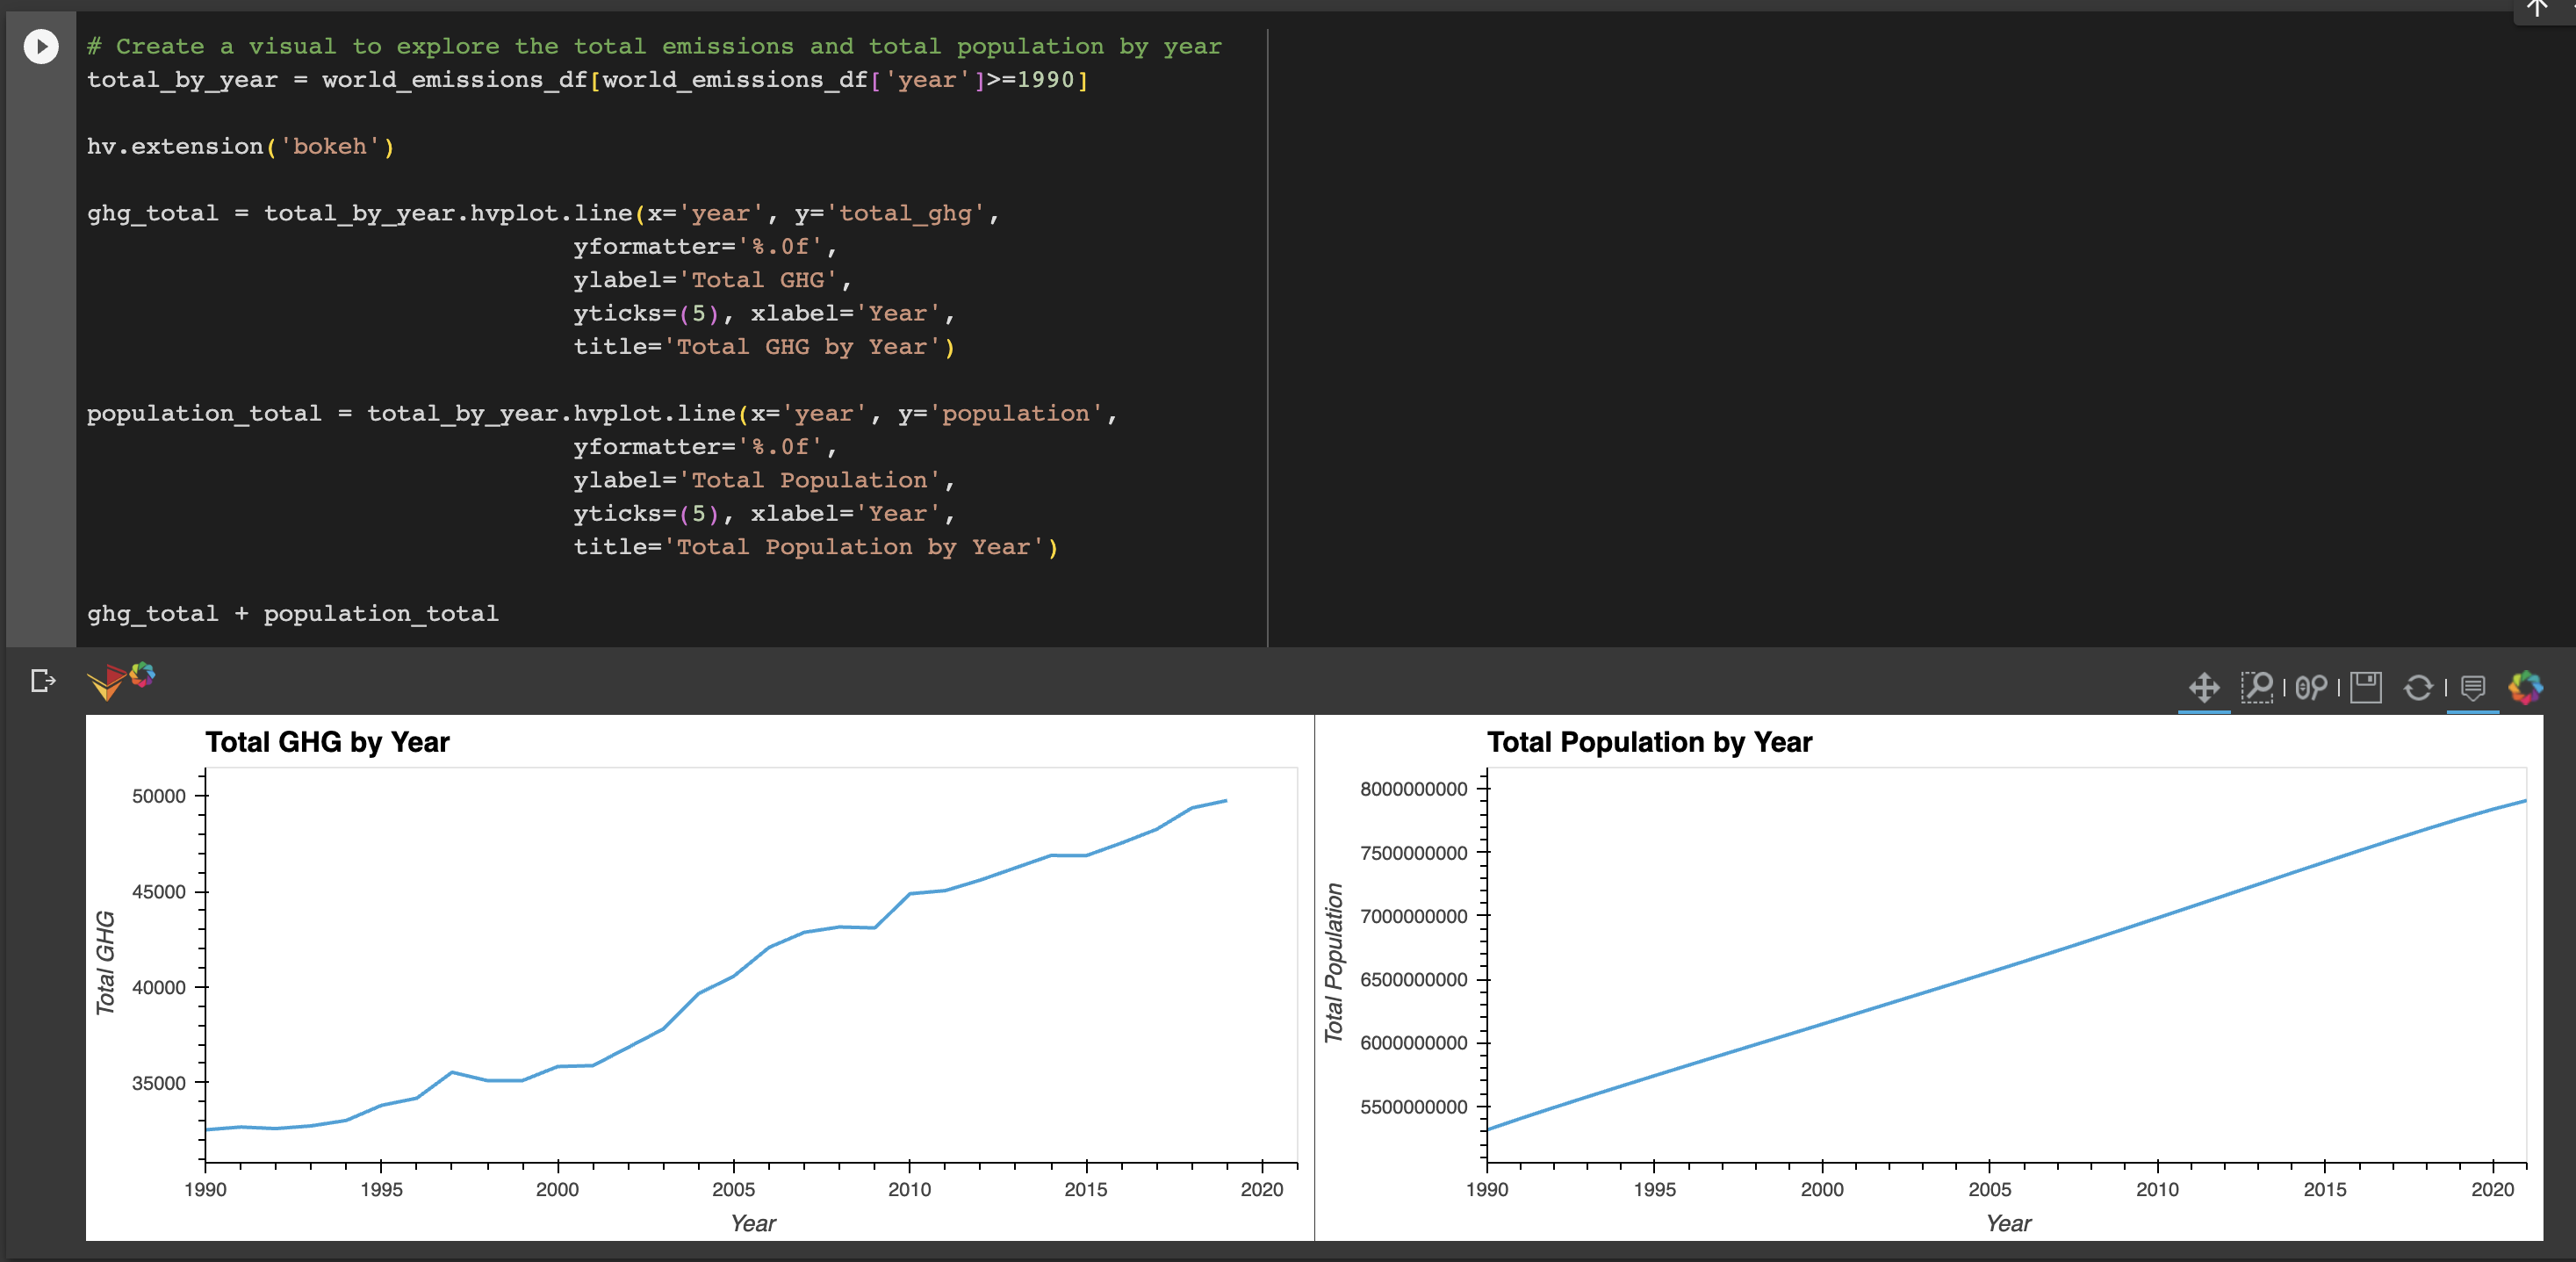 # Create a visual to explore the total emissions and total population by year
total_by_year = world_emissions_df[world_emissions_df['year']>=1990]
hv.extension('bokeh')
ghg_total = total_by_year.hvplot.line(x='year', y='total_ghg',
yformatter='%.0f',
ylabel='Total GHG',
yticks=(5), xlabel='Year',
title='Total GHG by Year')
population_total = total_by_year.hvplot.line(x='year', y='population',
yformatter='%.0f',
ylabel='Total Population',
yticks=(5), xlabel='Year',
title='Total Population by Year')
ghg_total + population_total
Total GHG by Year
50000
45000
40000
35000
Total GHG
1990 1995 2000 2005 2010 2015 2020
Year
Total Population by Year
8000000000
7500000000
7000000000
6500000000
6000000000
5500000000
Total Population
1990 1995 2000 2005 2010 2015 2020
Year